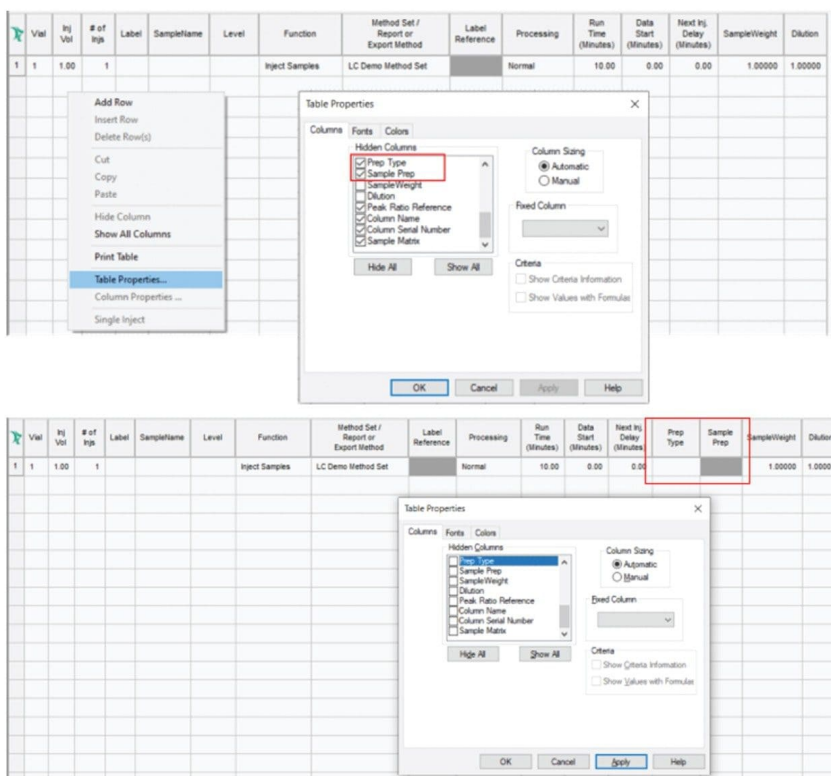 Vial Inj Vol # of Injs Label SampleName Level Function Method Set / Report or Export Method Label Reference Processing Run Time (Minutes) Data Start (Minutes) Next Inj. Delay (Minutes) SampleWeight Dilution
1 1 1.00 1 Inject Samples LC Demo Method Set Normal 10.00 0.00 0.00 1.00000 1.00000
Add Row
Insert Row
Delete Row(s)
Cut
Copy
Paste
Hide Column
Show All Columns
Print Table
Table Properties...
Column Properties ...
Single Inject
Table Properties
Columns Fonts Colors
Hidden Columns
Prep Type
Sample Prep
SampleWeight
Dilution
Peak Ratio Reference
Column Name
Column Serial Number
Sample Matrix
Hide All Show All
Column Sizing
Automatic
Manual
Fixed Column
Criteria
Show Criteria Information
Show Values with Formulas
OK Cancel Apply Help
Vial Inj Vol # of Injs Label SampleName Level Function Method Set / Report or Export Method Label Reference Processing Run Time (Minutes) Data Start (Minutes) Next Inj. Delay (Minutes) Prep Type Sample Prep SampleWeight Dilution
1 1 1.00 1 Inject Samples LC Demo Method Set Normal 10.00 0.00 0.00 1.00000 1.0000
Table Properties
Columns Fonts Colors
Hidden Columns
Prep Type
Sample Prep
SampleWeight
Dilution
Peak Ratio Reference
Column Name
Column Serial Number
Sample Matrix
Hide All Show All
Column Sizing
Automatic
Manual
Fixed Column
Criteria
Show Criteria Information
Show Values with Formulas
OK Cancel Apply Help